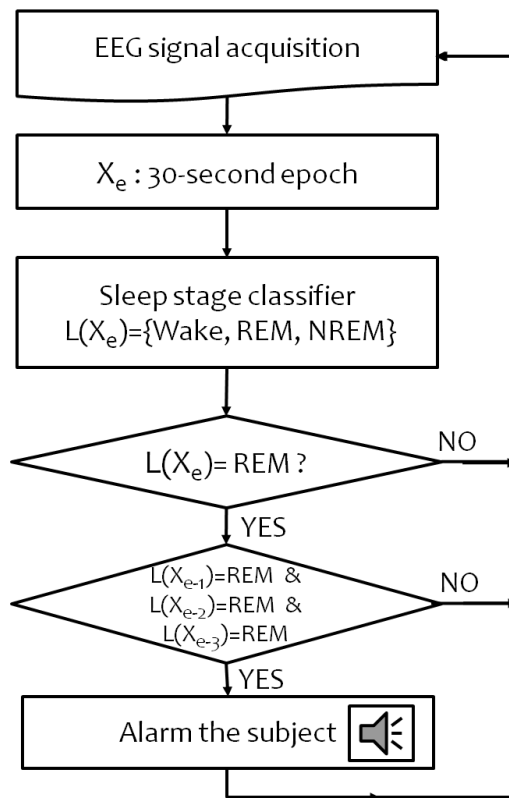 EEG signal acquisition
Xₑ : 30-second epoch
Sleep stage classifier
L(Xₑ)={Wake, REM, NREM}
L(Xₑ)= REM ?
NO
YES
L(Xₑ₋₁)=REM &
L(Xₑ₋₂)=REM &
L(Xₑ₋₃)=REM
NO
YES
Alarm the subject